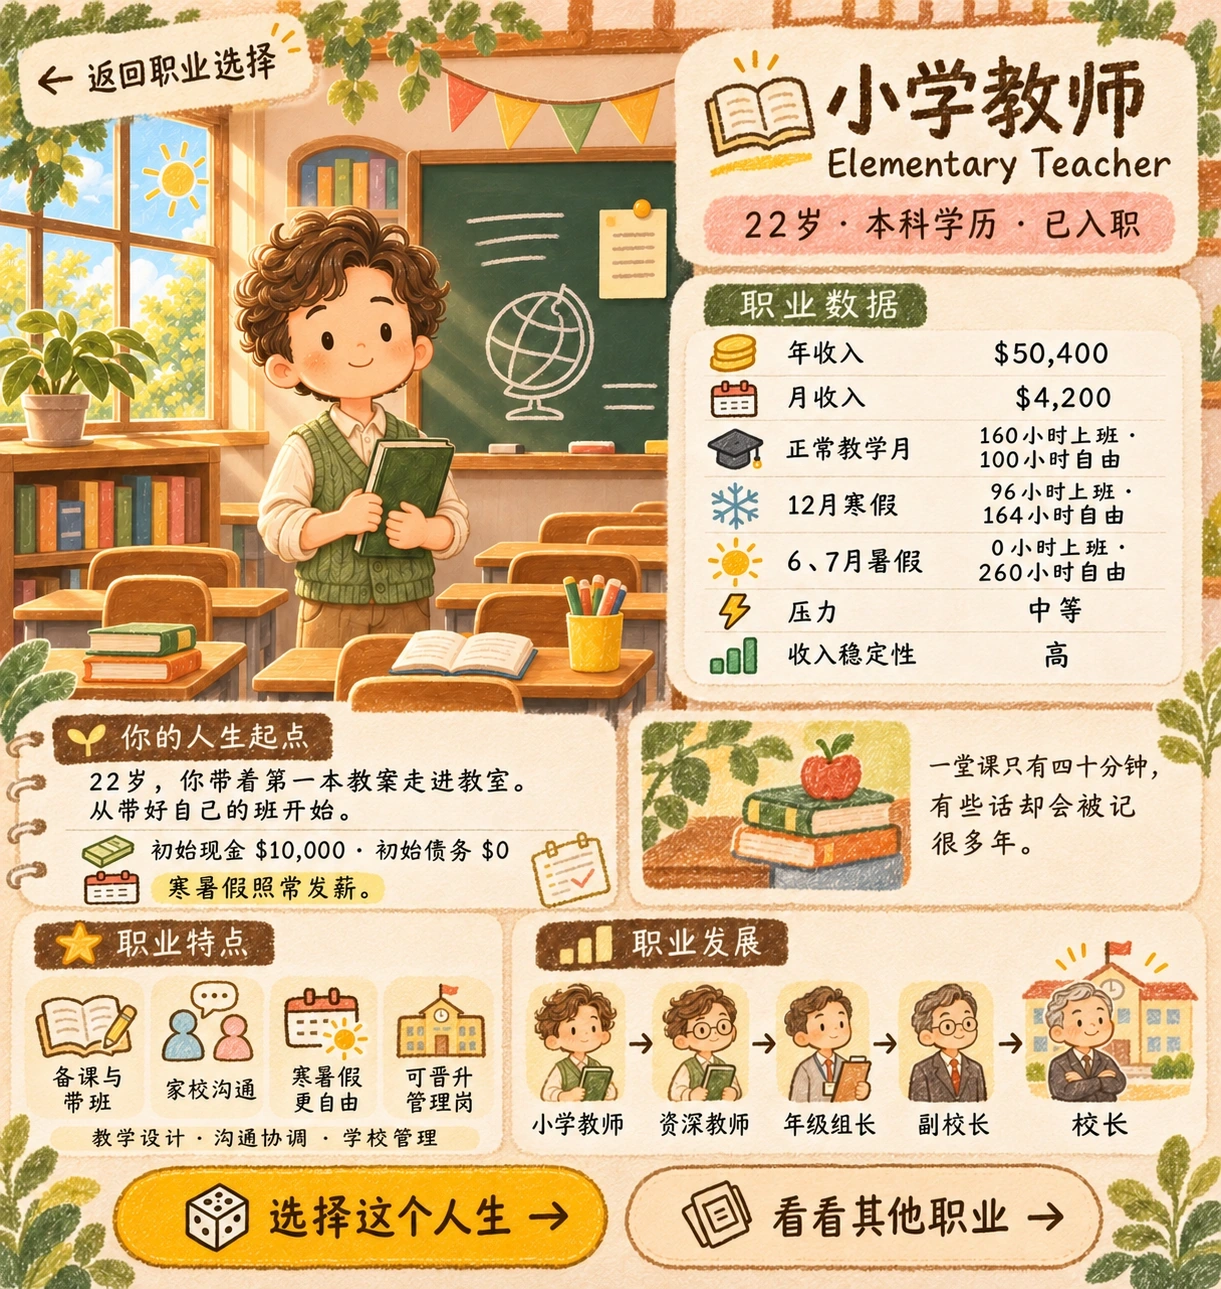 ← 返回职业选择
小学教师
Elementary Teacher
22岁 · 本科学历 · 已入职
职业数据
年收入 $50,400
月收入 $4,200
正常教学月 160小时上班 ·
100小时自由
12月寒假 96小时上班 ·
164小时自由
6、7月暑假 0小时上班 ·
260小时自由
压力 中等
收入稳定性 高
你的人生起点
22岁，你带着第一本教案走进教室。
从带好自己的班开始。
初始现金 $10,000 · 初始债务 $0
寒暑假照常发薪。
一堂课只有四十分钟，
有些话却会被记
很多年。
职业特点
备课与
带班
家校沟通
寒暑假
更自由
可晋升
管理岗
教学设计 · 沟通协调 · 学校管理
职业发展
小学教师 → 资深教师 → 年级组长 → 副校长 → 校长
选择这个人生 →
看看其他职业 →